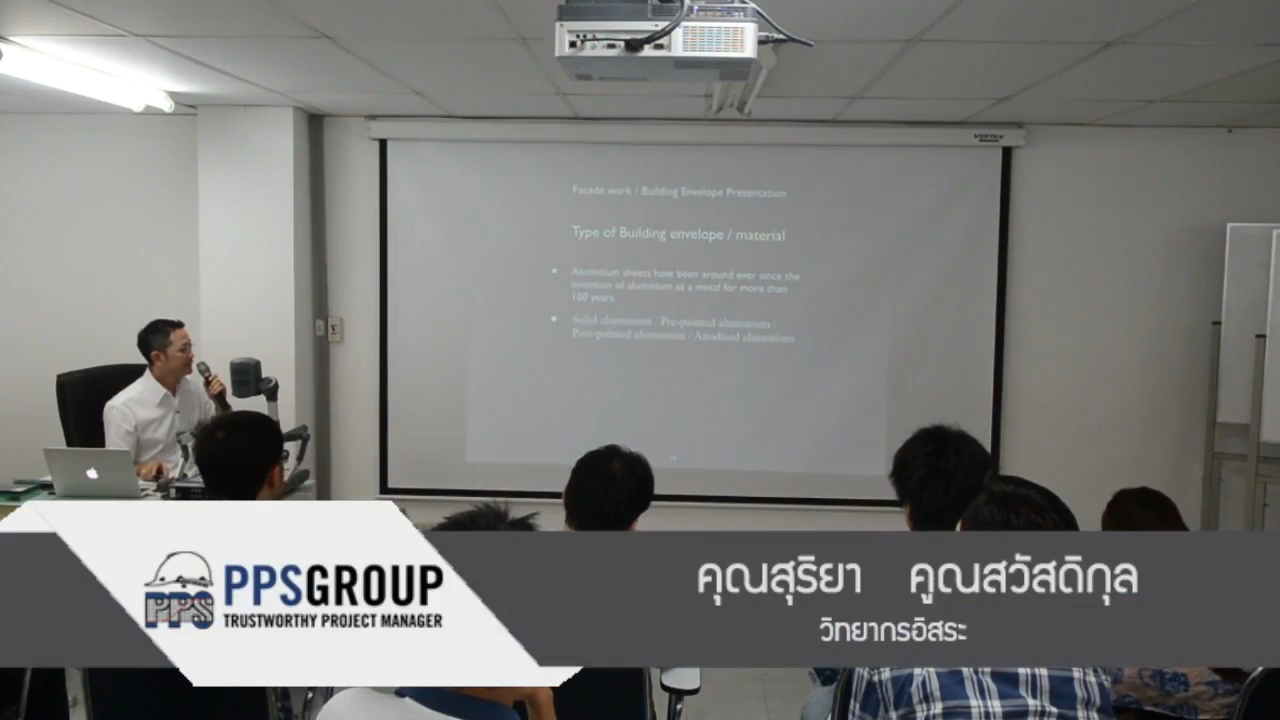 VERTEX
Facade work / Building Envelope Presentation
Type of Building envelope / material
• Aluminium sheets have been around ever since the
invention of aluminium as a metal for more than
100 years
• Solid aluminium / Pre-painted aluminium /
Post-painted aluminium / Anodised aluminium
PPS
PPSGROUP
TRUSTWORTHY PROJECT MANAGER
คุณสุริยา คูณสวัสดิกุล
วิทยากรอิสระ